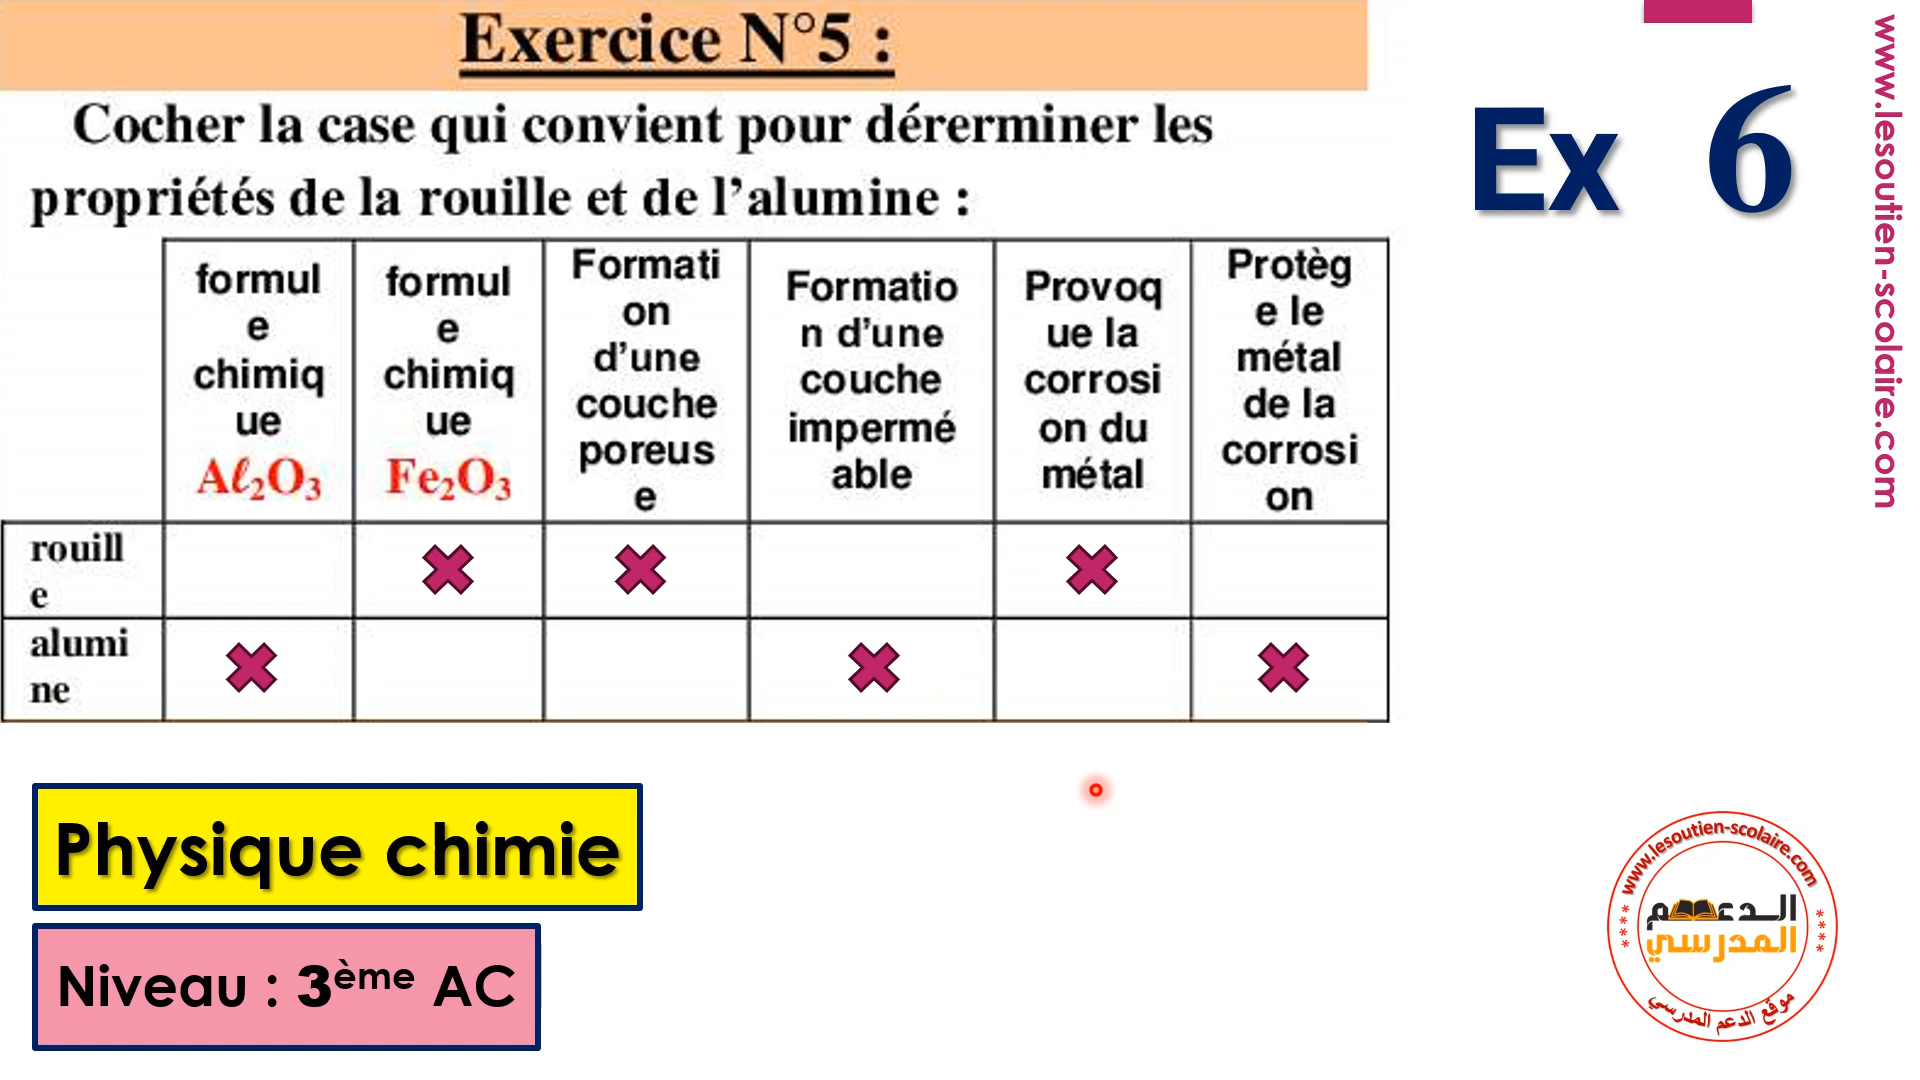 Exercice N°5 :
Cocher la case qui convient pour dérerminer les
propriétés de la rouille et de l’alumine :
formul
e
chimiq
ue
Aℓ₂O₃
formul
e
chimiq
ue
Fe₂O₃
Formati
on
d’une
couche
poreus
e
Formatio
n d’une
couche
impermé
able
Provoq
ue la
corrosi
on du
métal
Protèg
e le
métal
de la
corrosi
on
rouill
e
alumi
ne
Ex 6
www.lesoutien-scolaire.com
Physique chimie
Niveau : 3ème AC
www.lesoutien-scolaire.com
**** ****
الدعم
المدرسي
موقع الدعم المدرسي